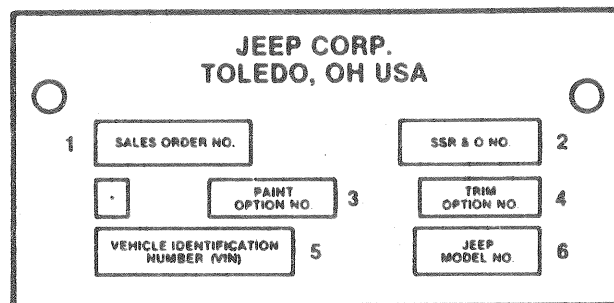 JEEP CORP.
TOLEDO, OH USA
1 SALES ORDER NO. SSR & O NO. 2
* PAINT OPTION NO. 3 TRIM OPTION NO. 4
VEHICLE IDENTIFICATION NUMBER (VIN) 5 JEEP MODEL NO. 6